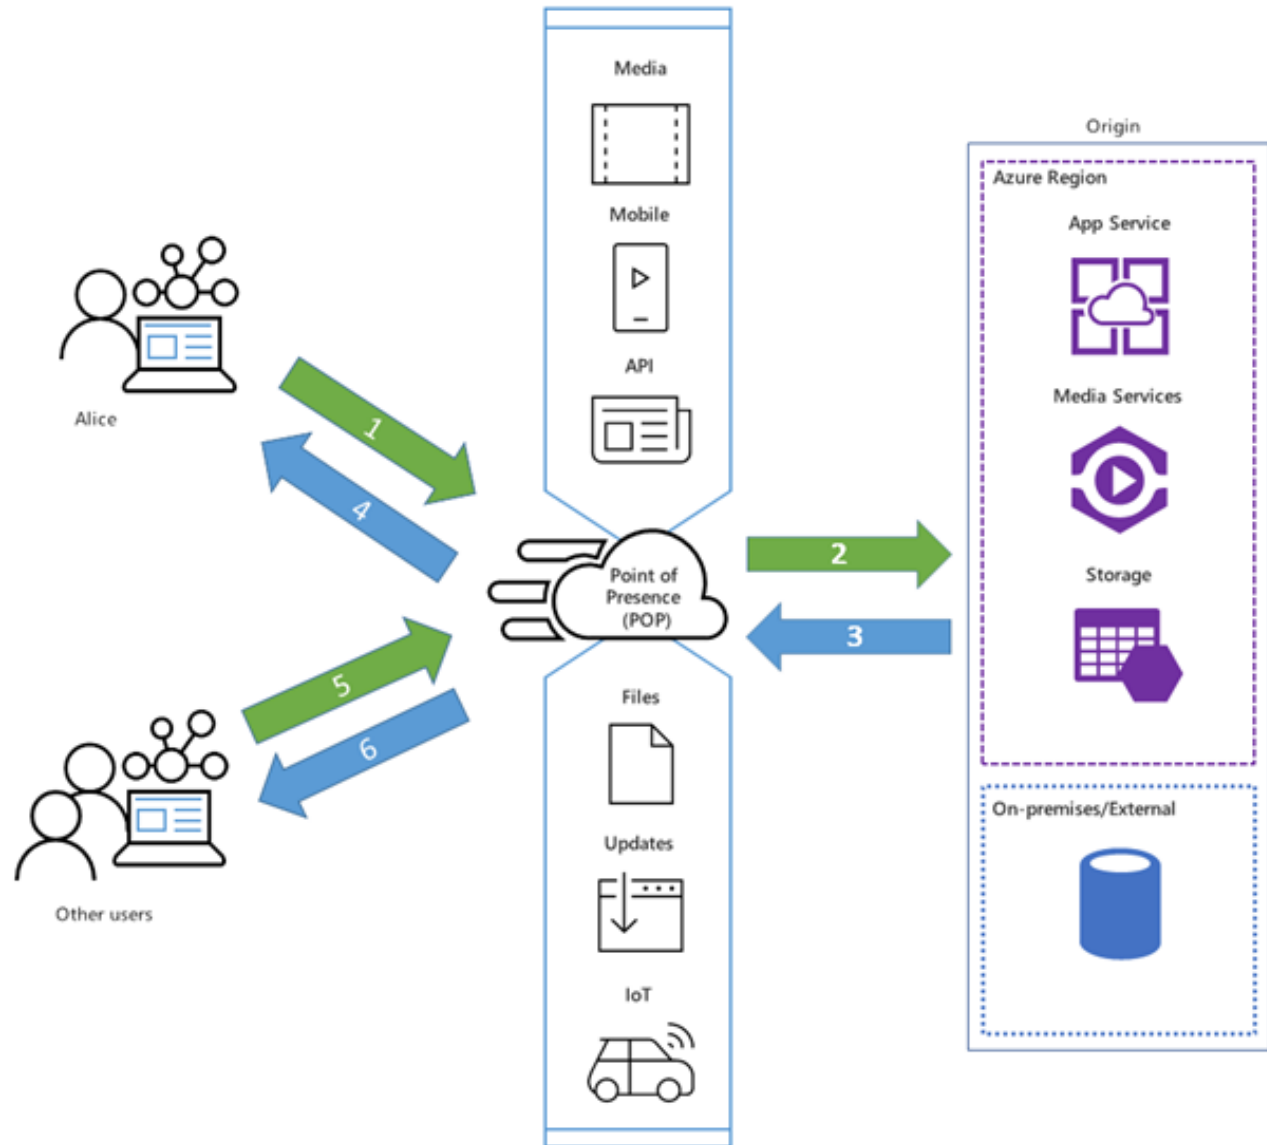 Media
Mobile
API
Origin
Azure Region
App Service
Media Services
Storage
On-premises/External
Alice
1
4
2
3
Point of
Presence
(POP)
5
6
Other users
Files
Updates
IoT